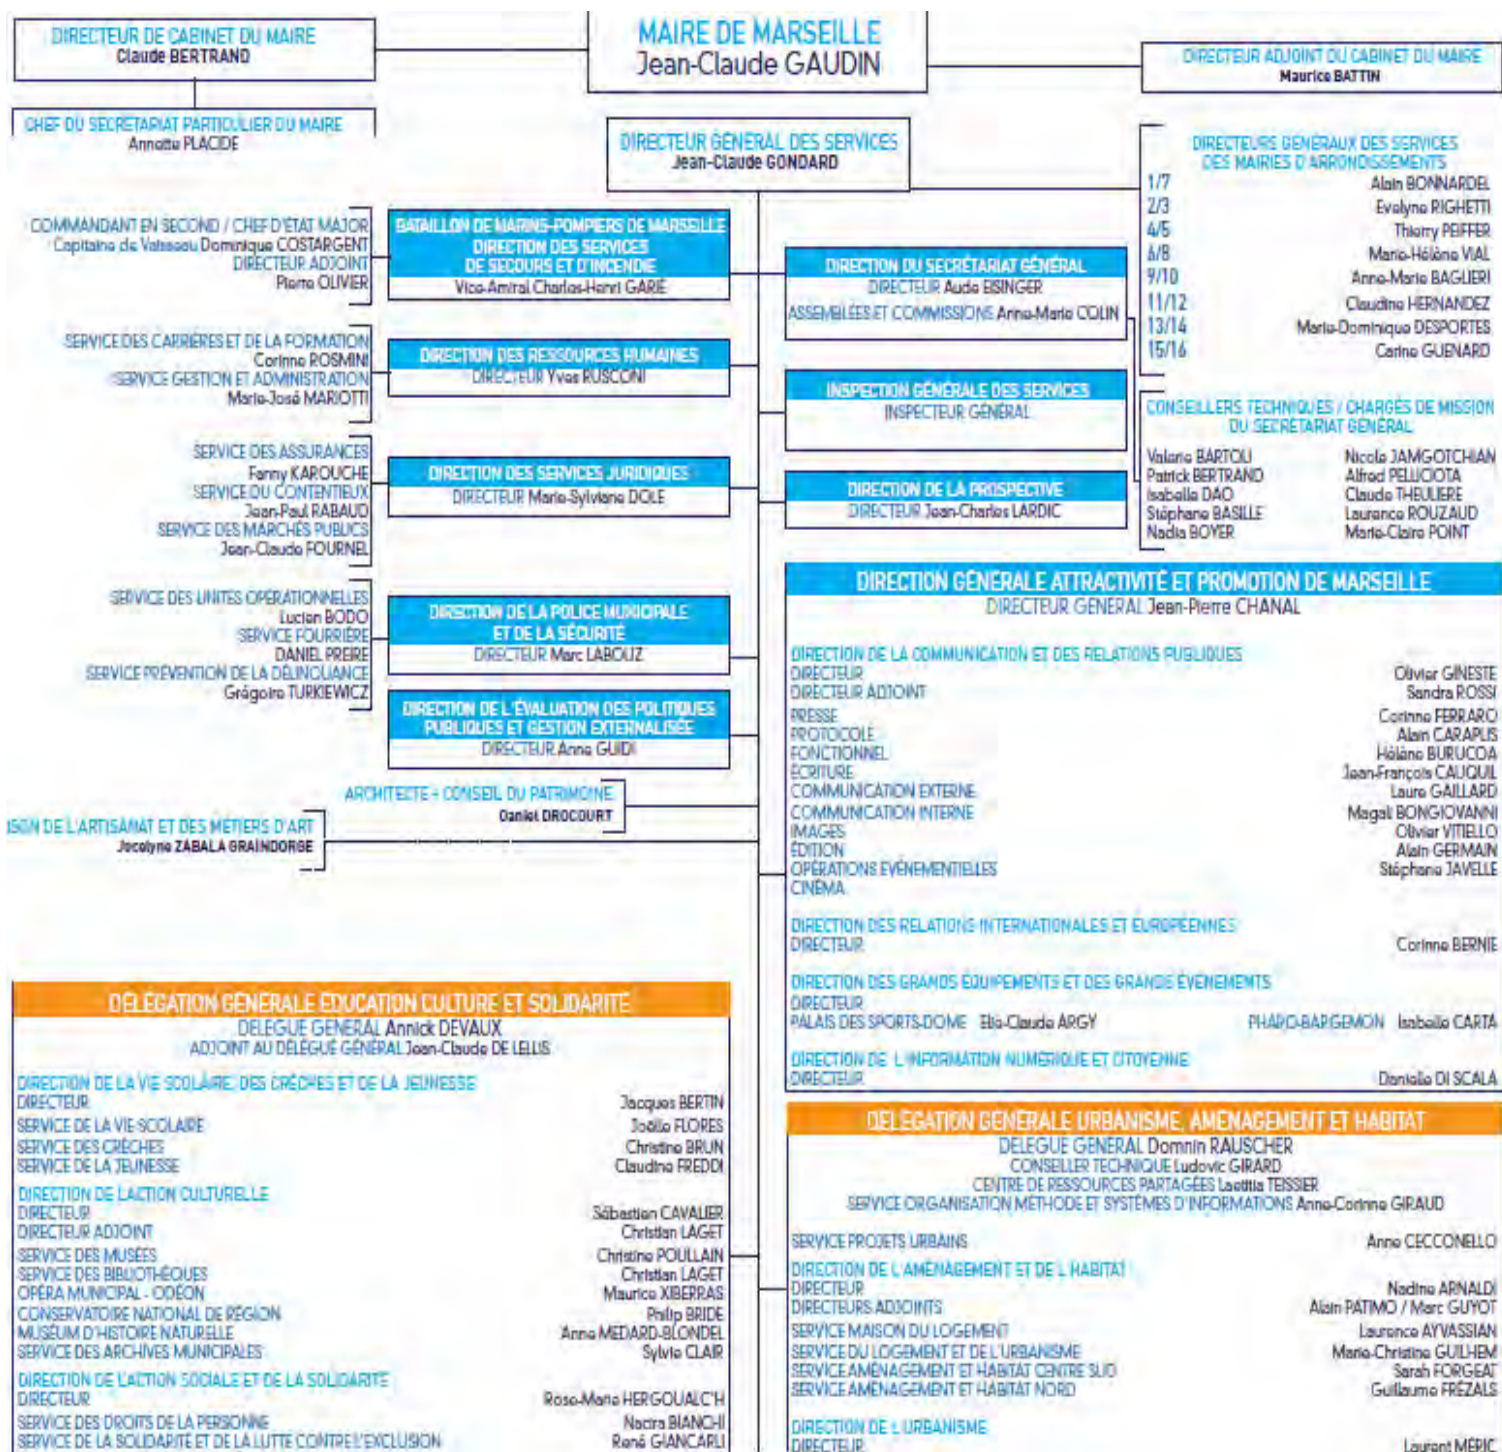 DIRECTEUR DE CABINET DU MAIRE
Claude BERTRAND
MAIRE DE MARSEILLE
Jean-Claude GAUDIN
DIRECTEUR ADJOINT DU CABINET DU MAIRE
Maurice BATTIN
CHEF DU SECRÉTARIAT PARTICULIER DU MAIRE
Annette PLACIDE
DIRECTEUR GÉNÉRAL DES SERVICES
Jean-Claude GONDARD
DIRECTEURS GÉNÉRAUX DES SERVICES
DES MAIRIES D'ARRONDISSEMENTS
1/7 Alain BONNARDEL
2/3 Evelyne RIGHETTI
4/5 Thierry PEIFFER
6/8 Marie-Hélène VIAL
9/10 Anne-Marie BAGLIERI
11/12 Claudine HERNANDEZ
13/14 Marie-Dominique DESPORTES
15/16 Carine GUENARD
COMMANDANT EN SECOND / CHEF D'ÉTAT MAJOR
Capitaine de Vaisseau Dominique COSTARGENT
DIRECTEUR ADJOINT
Pierre OLIVIER
BATAILLON DE MARINS-POMPIERS DE MARSEILLE
DIRECTION DES SERVICES
DE SECOURS ET D'INCENDIE
Vice-Amiral Charles-Henri GARIÉ
DIRECTION DU SECRÉTARIAT GÉNÉRAL
DIRECTEUR Aude EISINGER
ASSEMBLÉES ET COMMISSIONS Anne-Marie COLIN
SERVICE DES CARRIÈRES ET DE LA FORMATION
Corinne ROSMINI
SERVICE GESTION ET ADMINISTRATION
Marie-José MARIOTTI
DIRECTION DES RESSOURCES HUMAINES
DIRECTEUR Yves RUSCONI
INSPECTION GÉNÉRALE DES SERVICES
INSPECTEUR GÉNÉRAL
CONSEILLERS TECHNIQUES / CHARGÉS DE MISSION
DU SECRÉTARIAT GÉNÉRAL
Valerie BARTOLI Nicole JAMGOTCHIAN
Patrick BERTRAND Alfred PELLICIOTA
Isabelle DAO Claude THEULIERE
Stéphane BASILLE Laurence ROUZAUD
Nadia BOYER Marie-Claire POINT
SERVICE DES ASSURANCES
Fanny KAROUCHE
SERVICE DU CONTENTIEUX
Jean-Paul RABAUD
SERVICE DES MARCHÉS PUBLICS
Jean-Claude FOURNEL
DIRECTION DES SERVICES JURIDIQUES
DIRECTEUR Marie-Sylviane DOLE
DIRECTION DE LA PROSPECTIVE
DIRECTEUR Jean-Charles LARDIC
SERVICE DES UNITÉS OPÉRATIONNELLES
Lucien BODO
SERVICE FOURRIÈRE
DANIEL PREIRE
SERVICE PRÉVENTION DE LA DÉLINQUANCE
Grégoire TURKIEWICZ
DIRECTION DE LA POLICE MUNICIPALE
ET DE LA SÉCURITÉ
DIRECTEUR Marc LABOUZ
DIRECTION DE L'ÉVALUATION DES POLITIQUES
PUBLIQUES ET GESTION EXTERNALISÉE
DIRECTEUR Anne GUIDI
ARCHITECTE - CONSEIL DU PATRIMOINE
Daniel DROCOURT
DE L'ARTISANAT ET DES MÉTIERS D'ART
Jocelyne ZABALA GRAINDORGE
DIRECTION GÉNÉRALE ATTRACTIVITÉ ET PROMOTION DE MARSEILLE
DIRECTEUR GÉNÉRAL Jean-Pierre CHANAL
DIRECTION DE LA COMMUNICATION ET DES RELATIONS PUBLIQUES
DIRECTEUR Olivier GINESTE
DIRECTEUR ADJOINT Sandra ROSSI
PRESSE Corinne FERRARO
PROTOCOLE Alain CARAPLIS
FONCTIONNEL Hélène BURUCOA
ÉCRITURE Jean-François CAUQUIL
COMMUNICATION EXTERNE Laure GAILLARD
COMMUNICATION INTERNE Magali BONGIOVANNI
IMAGES Olivier VITIELLO
ÉDITION Alain GERMAIN
OPÉRATIONS ÉVÉNEMENTIELLES Stéphane JAVELLE
CINÉMA
DIRECTION DES RELATIONS INTERNATIONALES ET EUROPÉENNES
DIRECTEUR Corinne BERNIE
DIRECTION DES GRANDS ÉQUIPEMENTS ET DES GRANDS ÉVÉNEMENTS
DIRECTEUR
PALAIS DES SPORTS-DOME Elie-Claude ARGY PHARO-BARGEMON Isabelle CARTA
DIRECTION DE L'INFORMATION NUMÉRIQUE ET CITOYENNE
DIRECTEUR Danielle DI SCALA
DÉLÉGATION GÉNÉRALE ÉDUCATION CULTURE ET SOLIDARITÉ
DÉLÉGUÉ GÉNÉRAL Annick DEVAUX
ADJOINT AU DÉLÉGUÉ GÉNÉRAL Jean-Claude DE LELLIS
DIRECTION DE LA VIE SCOLAIRE, DES CRÈCHES ET DE LA JEUNESSE
DIRECTEUR Jacques BERTIN
SERVICE DE LA VIE SCOLAIRE Joëlle FLORES
SERVICE DES CRÈCHES Christine BRUN
SERVICE DE LA JEUNESSE Claudine FREDDI
DIRECTION DE L'ACTION CULTURELLE
DIRECTEUR Sébastien CAVALIER
DIRECTEUR ADJOINT Christian LAGET
SERVICE DES MUSÉES Christine POULLAIN
SERVICE DES BIBLIOTHÈQUES Christian LAGET
OPÉRA MUNICIPAL - ODÉON Maurice XIBERRAS
CONSERVATOIRE NATIONAL DE RÉGION Philip BRIDE
MUSÉUM D'HISTOIRE NATURELLE Anne MEDARD-BLONDEL
SERVICE DES ARCHIVES MUNICIPALES Sylvie CLAIR
DIRECTION DE L'ACTION SOCIALE ET DE LA SOLIDARITÉ
DIRECTEUR Rose-Marie HERGOUALC'H
SERVICE DES DROITS DE LA PERSONNE Nacira BIANCHI
SERVICE DE LA SOLIDARITÉ ET DE LA LUTTE CONTRE L'EXCLUSION René GIANCARLI
DÉLÉGATION GÉNÉRALE URBANISME, AMÉNAGEMENT ET HABITAT
DÉLÉGUÉ GÉNÉRAL Domnin RAUSCHER
CONSEILLER TECHNIQUE Ludovic GIRARD
CENTRE DE RESSOURCES PARTAGÉES Laetitia TEISSIER
SERVICE ORGANISATION MÉTHODE ET SYSTÈMES D'INFORMATIONS Anne-Corinne GIRAUD
SERVICE PROJETS URBAINS Anne CECCONELLO
DIRECTION DE L'AMÉNAGEMENT ET DE L'HABITAT
DIRECTEUR Nadine ARNALDI
DIRECTEURS ADJOINTS Alain PATIMO / Marc GUYOT
SERVICE MAISON DU LOGEMENT Laurence AYVASSIAN
SERVICE DU LOGEMENT ET DE L'URBANISME Marie-Christine GUILHEM
SERVICE AMÉNAGEMENT ET HABITAT CENTRE SUD Sarah FORGEAT
SERVICE AMÉNAGEMENT ET HABITAT NORD Guillaume FRÉZALS
DIRECTION DE L'URBANISME
DIRECTEUR Laurent MÉRIC